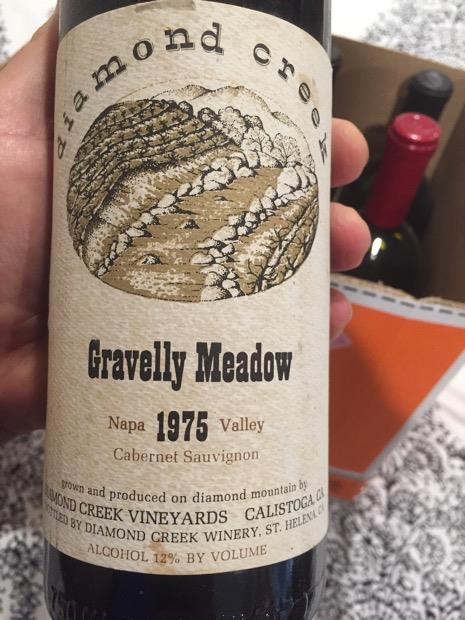 diamond creek
Gravelly Meadow
Napa 1975 Valley
Cabernet Sauvignon
grown and produced on diamond mountain by
DIAMOND CREEK VINEYARDS CALISTOGA, CA.
BOTTLED BY DIAMOND CREEK WINERY, ST. HELENA, CA.
ALCOHOL 12% BY VOLUME